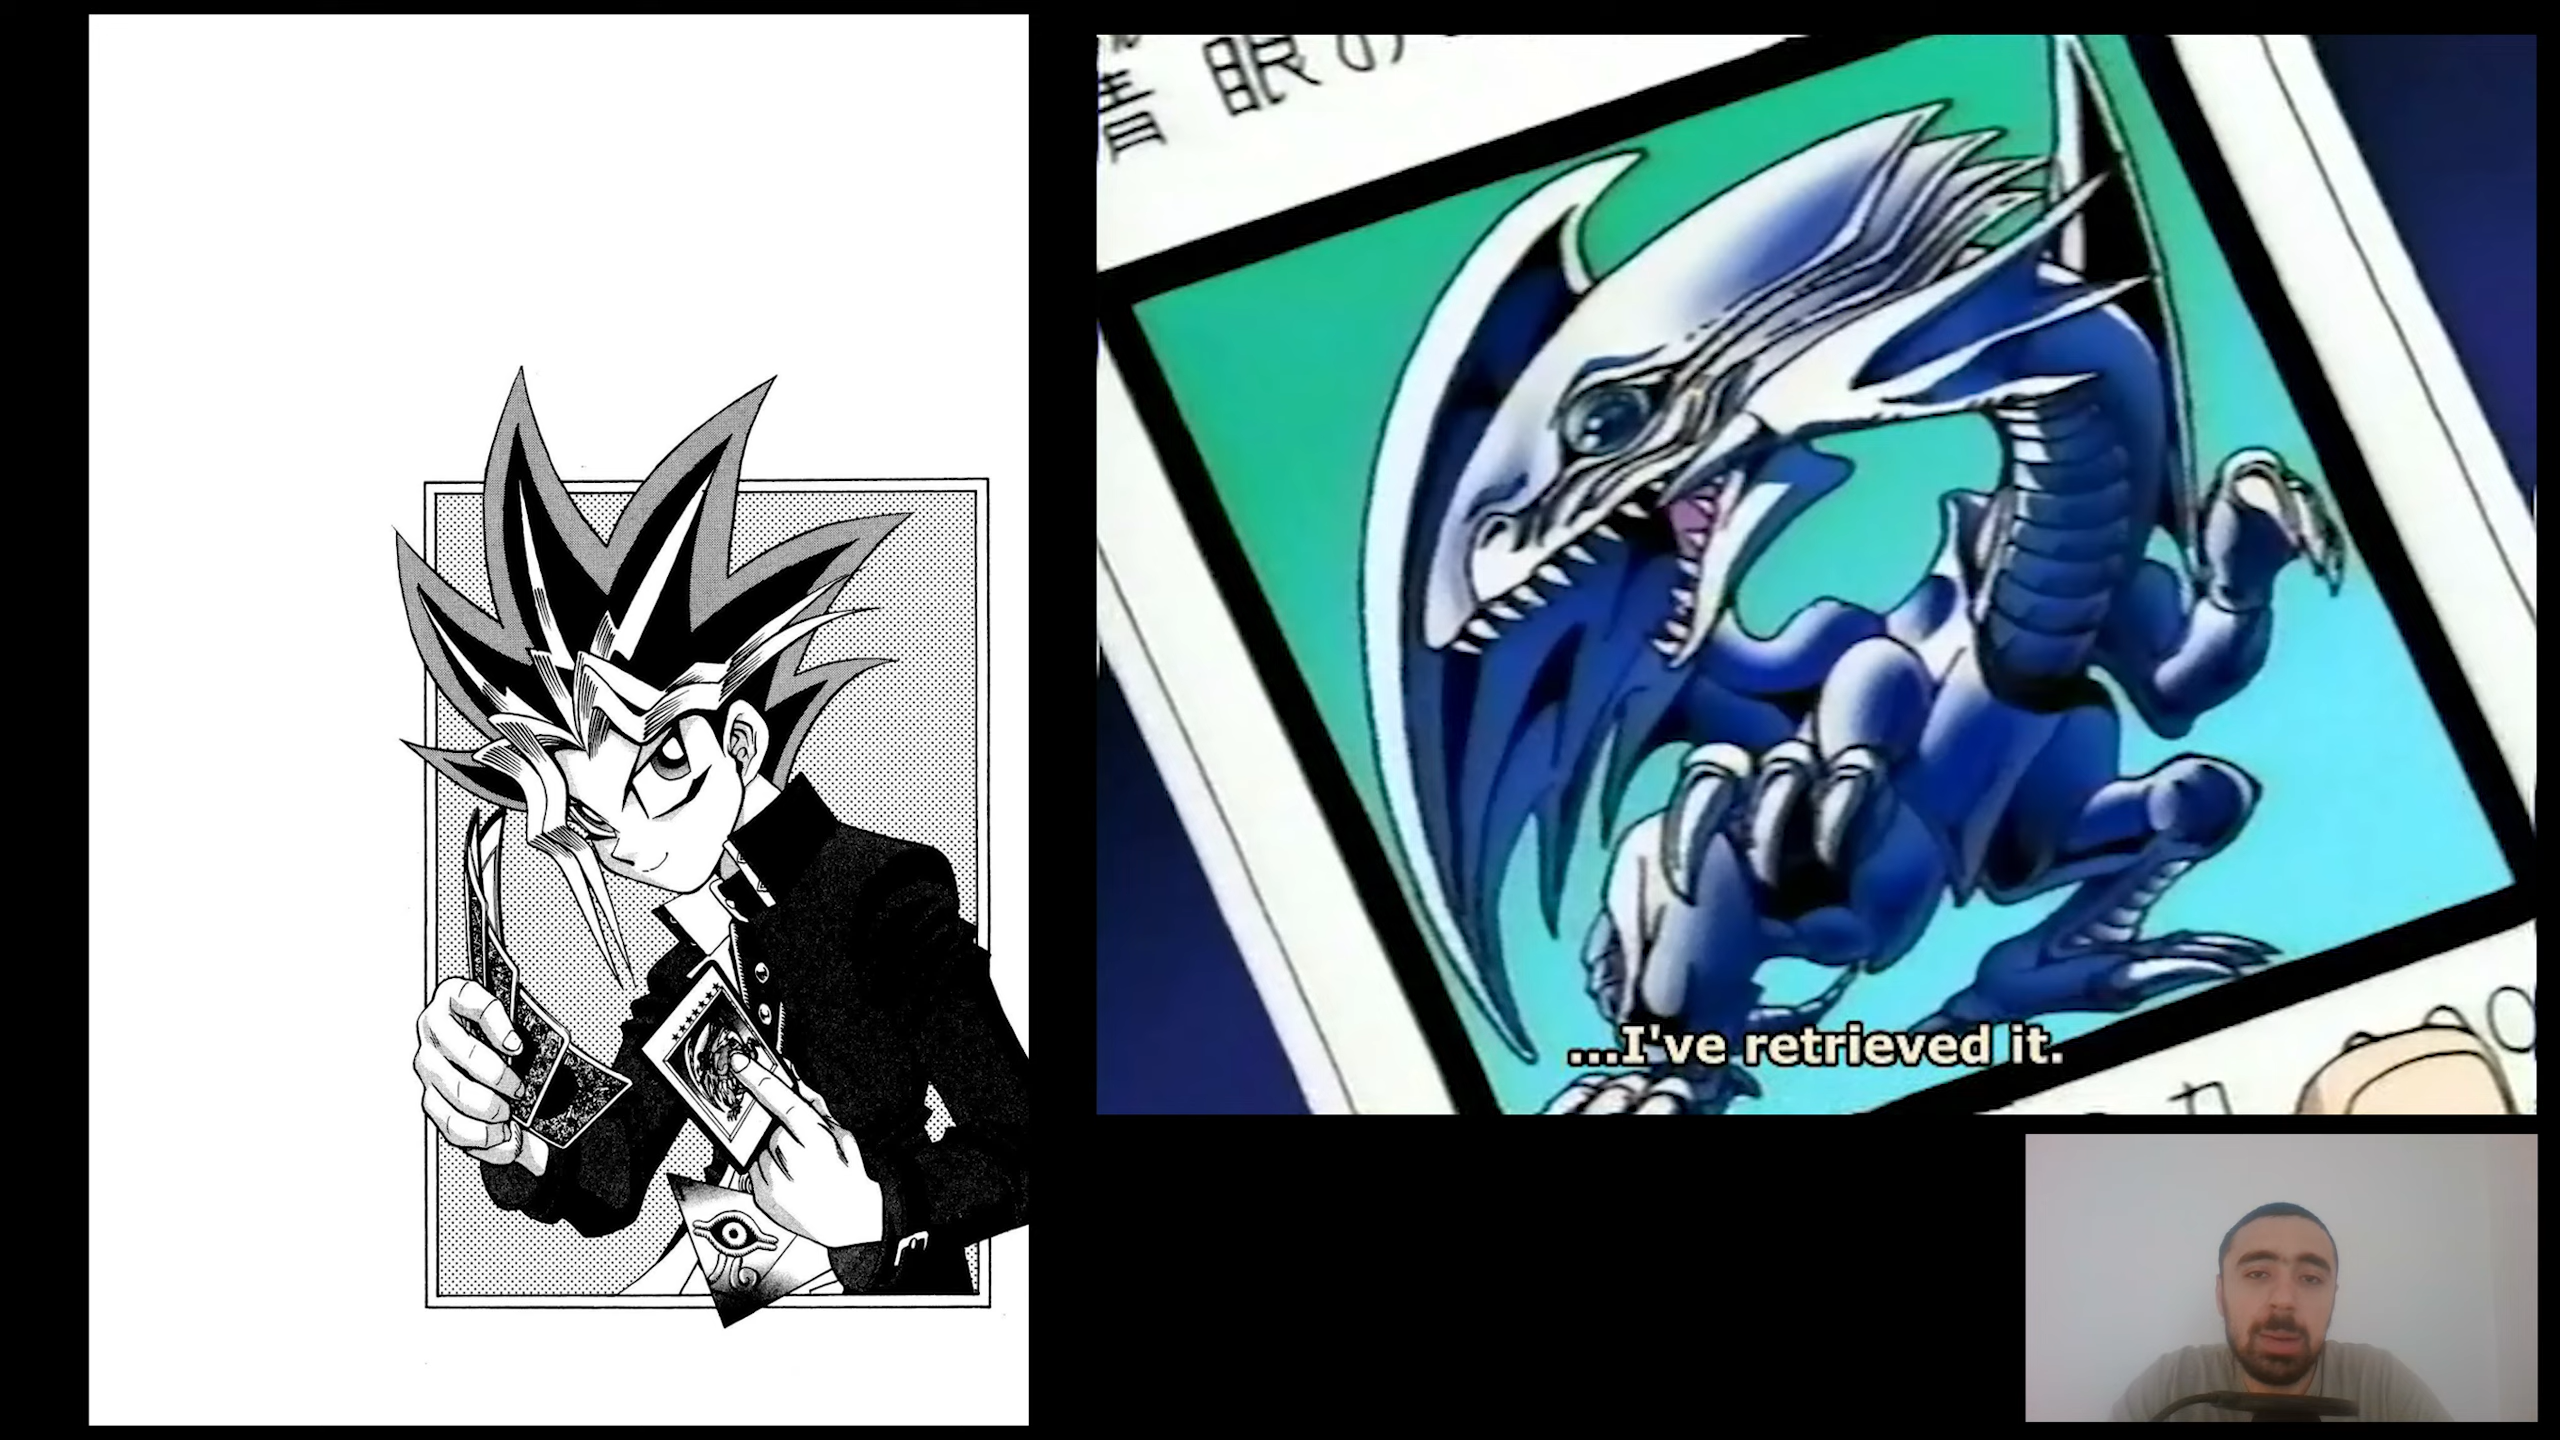 青眼の
...I've retrieved it.